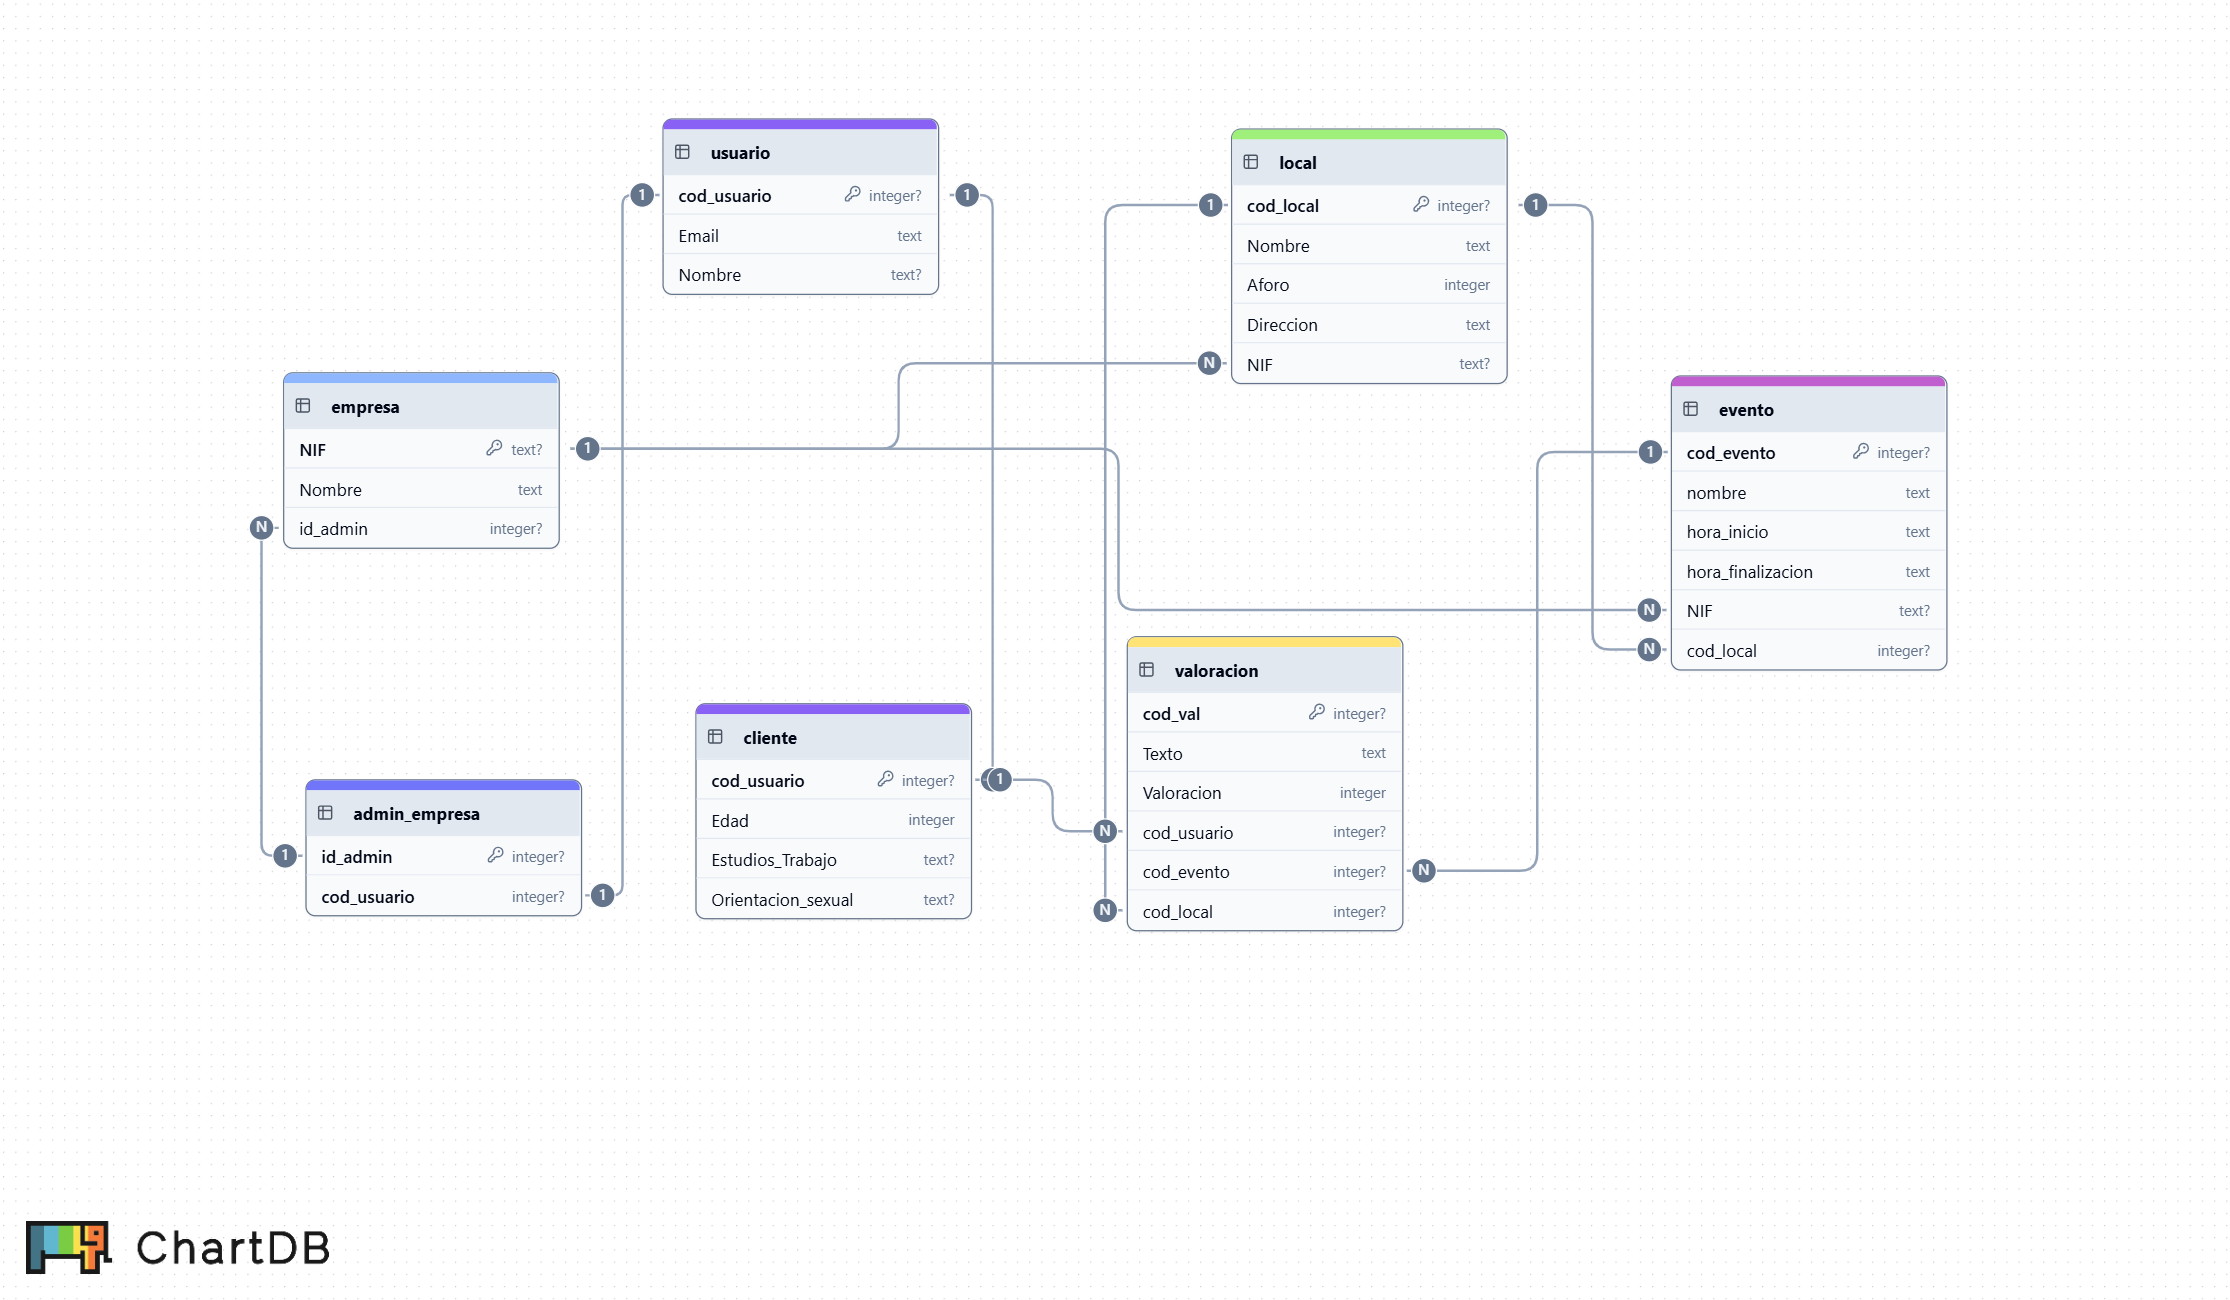 usuario
1 cod_usuario integer? 1
Email text
Nombre text?
local
1 cod_local integer? 1
Nombre text
Aforo integer
Direccion text
N NIF text?
empresa
NIF text? 1
Nombre text
N id_admin integer?
evento
1 cod_evento integer?
nombre text
hora_inicio text
hora_finalizacion text
N NIF text?
N cod_local integer?
valoracion
cod_val integer?
Texto text
Valoracion integer
N cod_usuario integer?
cod_evento integer? N
N cod_local integer?
cliente
cod_usuario integer? 1
Edad integer
Estudios_Trabajo text?
Orientacion_sexual text?
admin_empresa
1 id_admin integer?
cod_usuario integer? 1
ChartDB